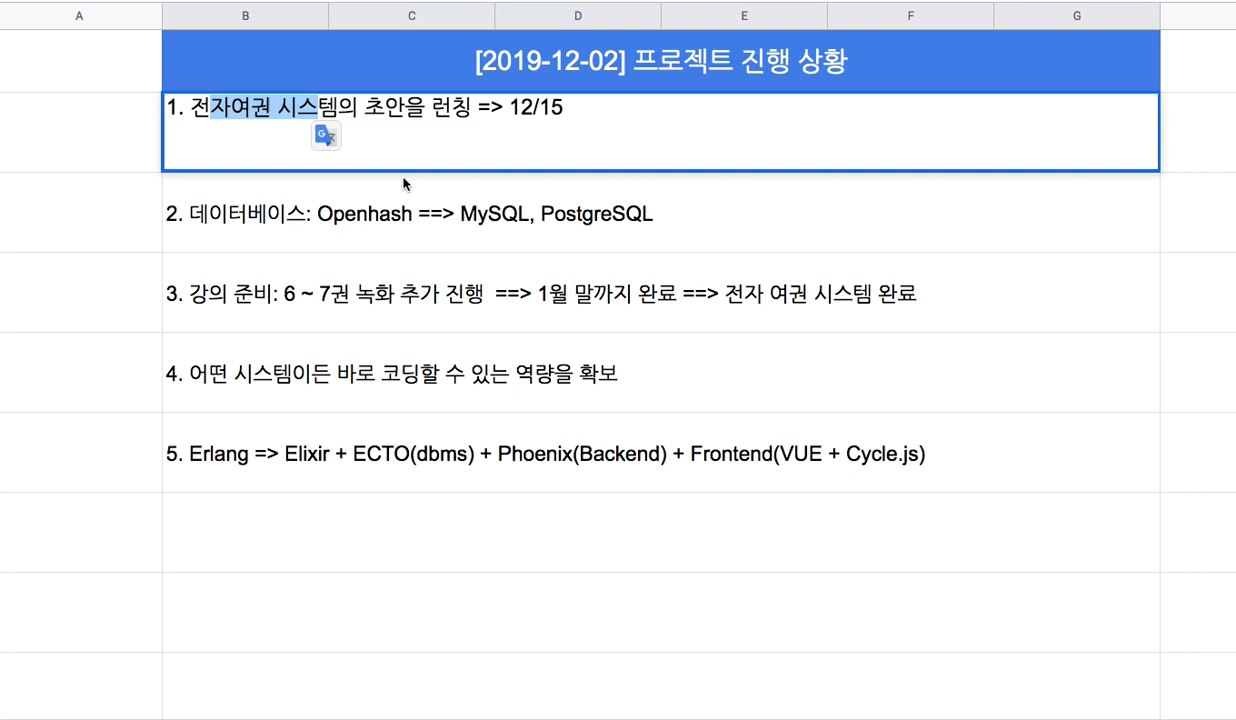 A B C D E F G
[2019-12-02] 프로젝트 진행 상황
1. 전자여권 시스템의 초안을 런칭 => 12/15
2. 데이터베이스: Openhash ==> MySQL, PostgreSQL
3. 강의 준비: 6 ~ 7권 녹화 추가 진행 ==> 1월 말까지 완료 ==> 전자 여권 시스템 완료
4. 어떤 시스템이든 바로 코딩할 수 있는 역량을 확보
5. Erlang => Elixir + ECTO(dbms) + Phoenix(Backend) + Frontend(VUE + Cycle.js)